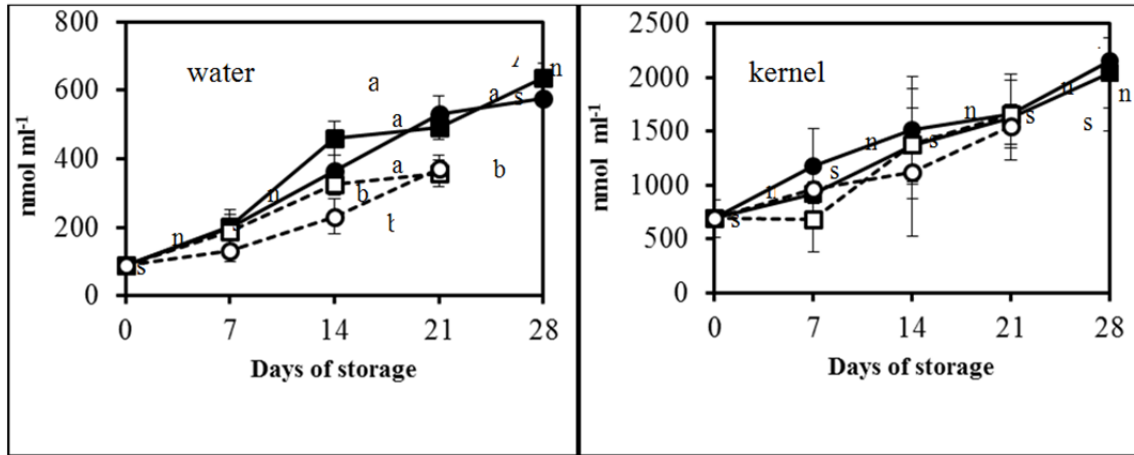 800
600
400
200
0
nmol ml-1
water
a
n
a
a
s
n
a
b
n
b
b
s
0 7 14 21 28
Days of storage
2500
2000
1500
1000
500
0
nmol ml-1
kernel
n
n
n
n
s
s
s
s
s
0 7 14 21 28
Days of storage